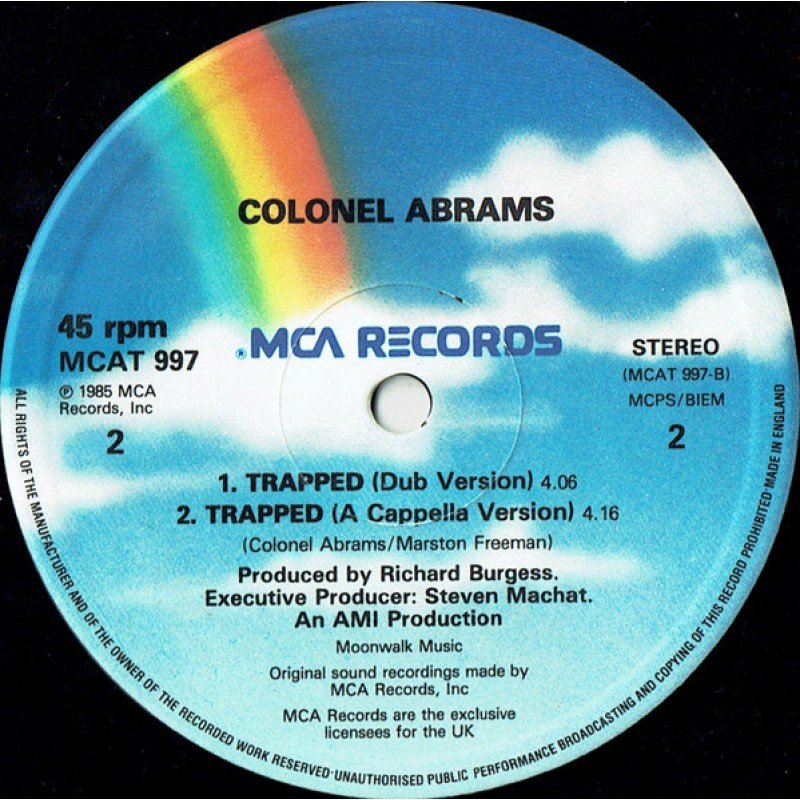 COLONEL ABRAMS
45 rpm
MCAT 997
℗ 1985 MCA
Records, Inc
2
® MCA RECORDS
STEREO
(MCAT 997-B)
MCPS/BIEM
2
1. TRAPPED (Dub Version) 4.06
2. TRAPPED (A Cappella Version) 4.16
(Colonel Abrams/Marston Freeman)
Produced by Richard Burgess.
Executive Producer: Steven Machat.
An AMI Production
Moonwalk Music
Original sound recordings made by
MCA Records, Inc
MCA Records are the exclusive
licensees for the UK
ALL RIGHTS OF THE MANUFACTURER AND OF THE OWNER OF THE RECORDED WORK RESERVED·UNAUTHORISED PUBLIC PERFORMANCE BROADCASTING AND COPYING OF THIS RECORD PROHIBITED MADE IN ENGLAND